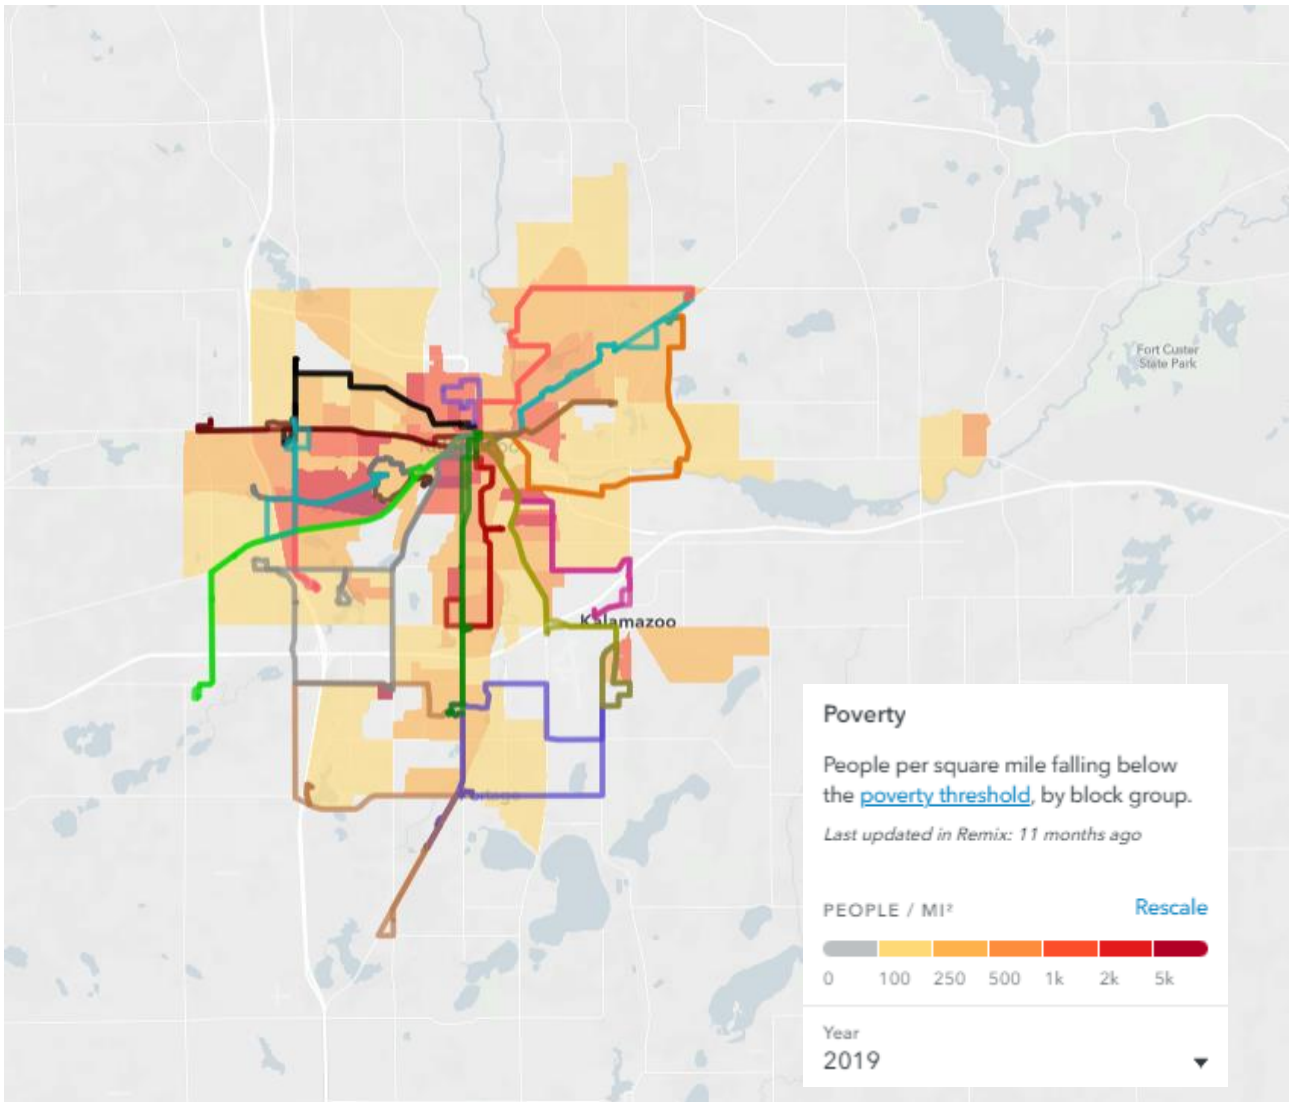 Fort Custer
State Park
Kalamazoo
Portage
Poverty
People per square mile falling below
the poverty threshold, by block group.
Last updated in Remix: 11 months ago
PEOPLE / MI²
Rescale
0 100 250 500 1k 2k 5k
Year
2019